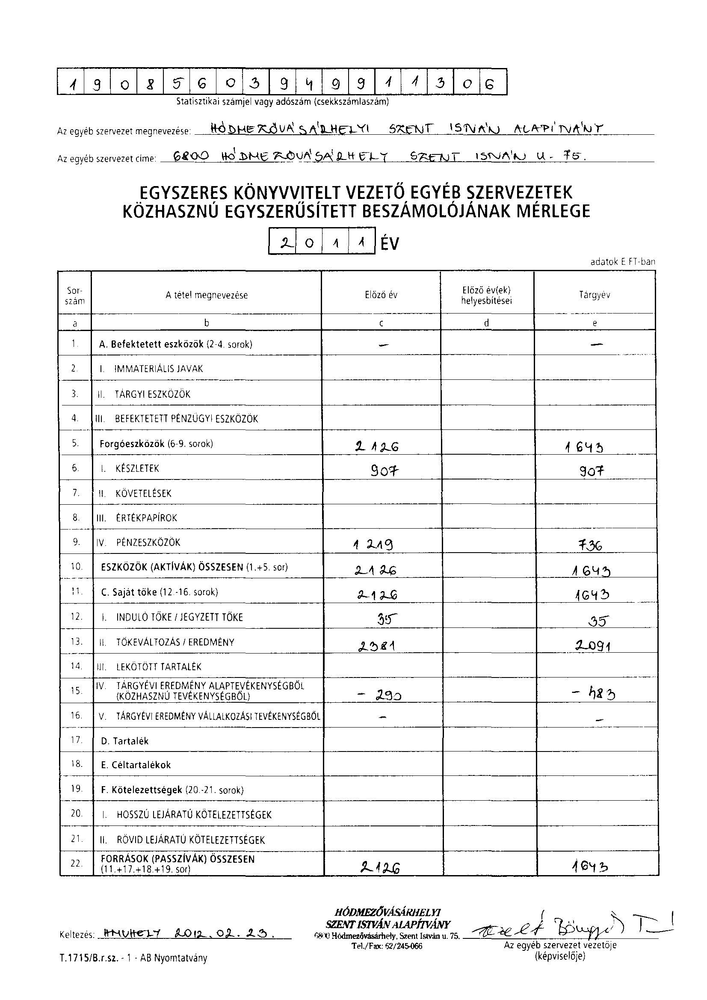 1 9 0 8 5 6 0 3 9 4 9 9 1 1 3 0 6
Statisztikai számjel vagy adószám (csekkszámlaszám)
Az egyéb szervezet megnevezése: HÓDMEZŐVÁSÁRHELYI SZENT ISTVÁN ALAPÍTVÁNY
Az egyéb szervezet címe: 6800 HÓDMEZŐVÁSÁRHELY SZENT ISTVÁN U. 75.
EGYSZERES KÖNYVVITELT VEZETŐ EGYÉB SZERVEZETEK
KÖZHASZNÚ EGYSZERŰSÍTETT BESZÁMOLÓJÁNAK MÉRLEGE
2 0 1 1 ÉV
adatok E FT-ban
Sor-szám A tétel megnevezése Előző év Előző év(ek) helyesbítései Tárgyév
a b c d e
1. A. Befektetett eszközök (2-4. sorok) – –
2. I. IMMATERIÁLIS JAVAK
3. II. TÁRGYI ESZKÖZÖK
4. III. BEFEKTETETT PÉNZÜGYI ESZKÖZÖK
5. Forgóeszközök (6-9. sorok) 2 126 1 643
6. I. KÉSZLETEK 907 907
7. II. KÖVETELÉSEK
8. III. ÉRTÉKPAPÍROK
9. IV. PÉNZESZKÖZÖK 1 219 736
10. ESZKÖZÖK (AKTÍVÁK) ÖSSZESEN (1.+5. sor) 2126 1643
11. C. Saját tőke (12.-16. sorok) 2126 1643
12. I. INDULÓ TŐKE / JEGYZETT TŐKE 35 35
13. II. TŐKEVÁLTOZÁS / EREDMÉNY 2381 2091
14. III. LEKÖTÖTT TARTALÉK
15. IV. TÁRGYÉVI EREDMÉNY ALAPTEVÉKENYSÉGBŐL
(KÖZHASZNÚ TEVÉKENYSÉGBŐL) - 290 - 483
16. V. TÁRGYÉVI EREDMÉNY VÁLLALKOZÁSI TEVÉKENYSÉGBŐL – –
17. D. Tartalék
18. E. Céltartalékok
19. F. Kötelezettségek (20.-21. sorok)
20. I. HOSSZÚ LEJÁRATÚ KÖTELEZETTSÉGEK
21. II. RÖVID LEJÁRATÚ KÖTELEZETTSÉGEK
22. FORRÁSOK (PASSZÍVÁK) ÖSSZESEN
(11.+17.+18.+19. sor) 2126 1643
HÓDMEZŐVÁSÁRHELYI
SZENT ISTVÁN ALAPÍTVÁNY
6800 Hódmezővásárhely, Szent István u. 75.
Tel./Fax: 62/245-066
Keltezés: HMVHELY 2012. 02. 23.
Az egyéb szervezet vezetője
(képviselője)
T.1715/B.r.sz. - 1 - AB Nyomtatvány